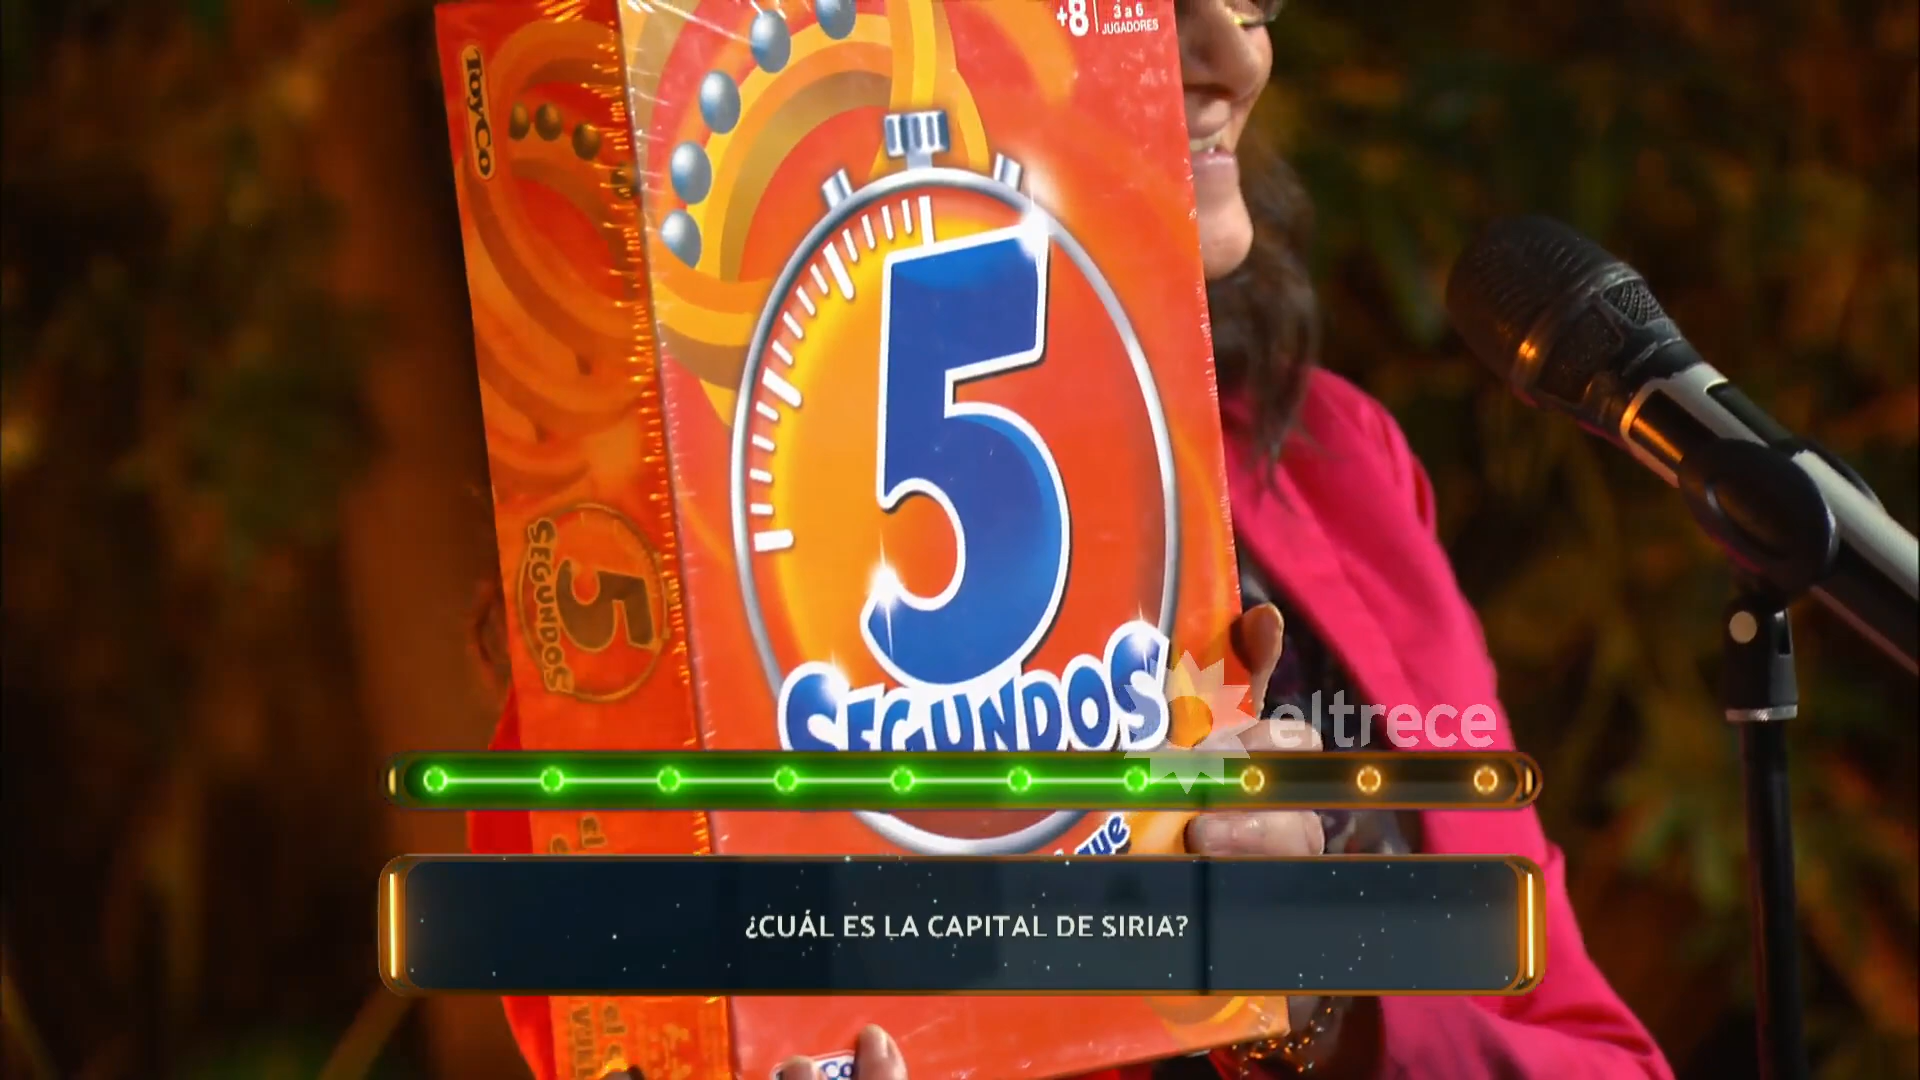 +8
3 a 6
JUGADORES
ToyCo
5
SEGUNDOS
5
SEGUNDOS
eltrece
¿CUÁL ES LA CAPITAL DE SIRIA?